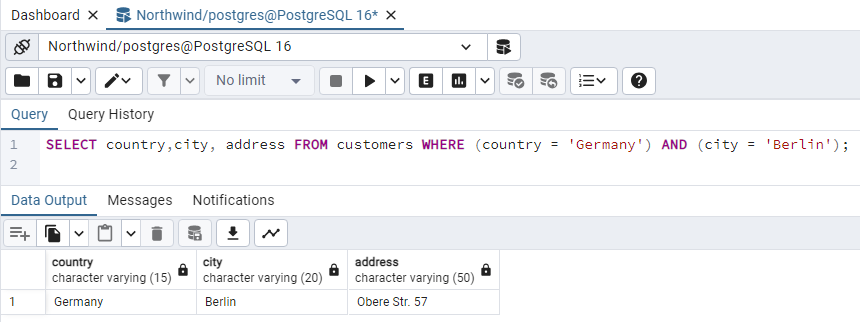 Dashboard Northwind/postgres@PostgreSQL 16*
Northwind/postgres@PostgreSQL 16
No limit E
Query Query History
1 SELECT country,city, address FROM customers WHERE (country = 'Germany') AND (city = 'Berlin');
2
Data Output Messages Notifications
country city address
character varying (15) character varying (20) character varying (50)
1 Germany Berlin Obere Str. 57